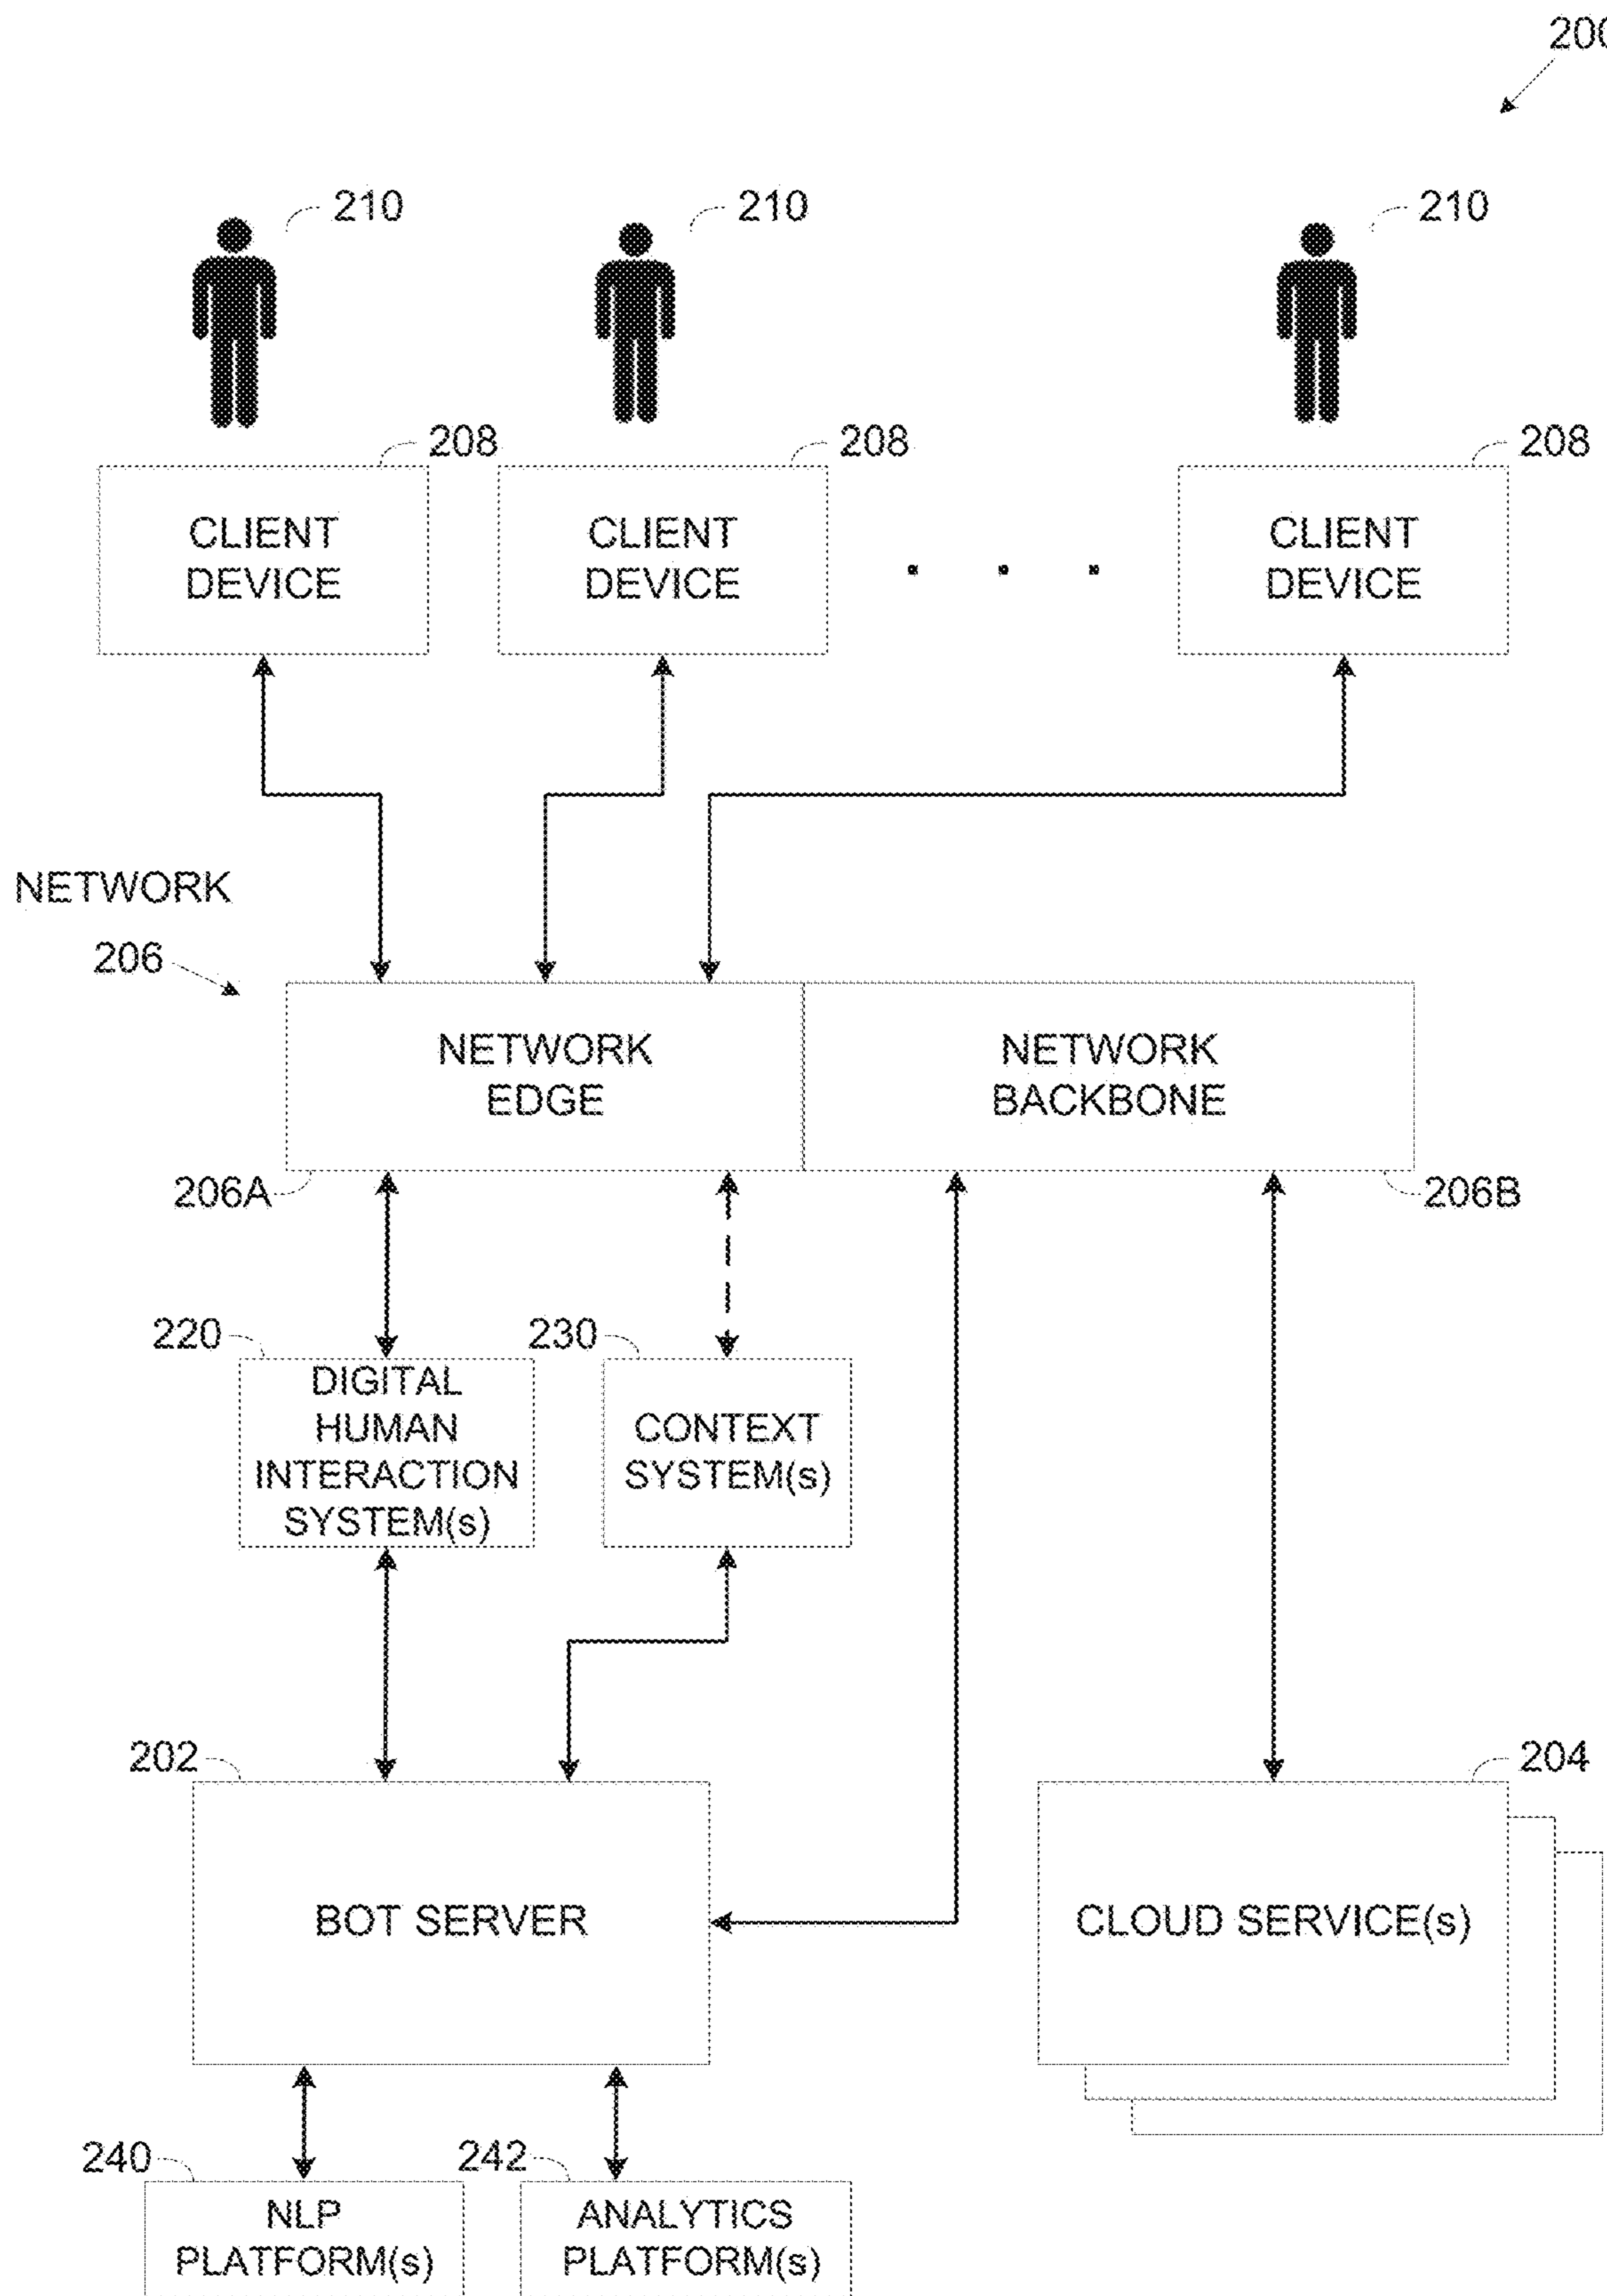 200
210
210
210
208
208
208
CLIENT
DEVICE
CLIENT
DEVICE
. . .
CLIENT
DEVICE
NETWORK
206
NETWORK
EDGE
NETWORK
BACKBONE
206A
206B
220
230
DIGITAL
HUMAN
INTERACTION
SYSTEM(s)
CONTEXT
SYSTEM(s)
202
204
BOT SERVER
CLOUD SERVICE(s)
240
242
NLP
PLATFORM(s)
ANALYTICS
PLATFORM(s)